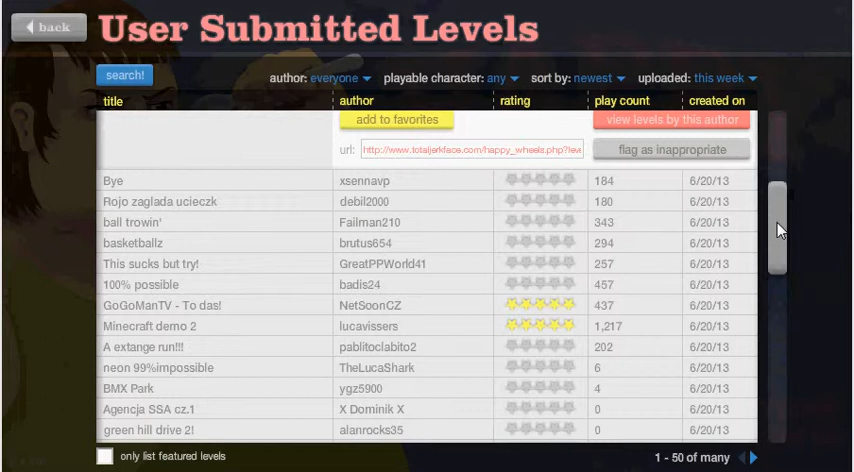 back User Submitted Levels
search! author: everyone playable character: any sort by: newest uploaded: this week
title author rating play count created on
add to favorites view levels by this author
url: http://www.totaljerkface.com/happy_wheels.php?leve flag as inappropriate
Bye xsennavp 184 6/20/13
Rojo zaglada ucieczk debil2000 180 6/20/13
ball trowin' Failman210 343 6/20/13
basketballz brutus654 294 6/20/13
This sucks but try! GreatPPWorld41 257 6/20/13
100% possible badis24 457 6/20/13
GoGoManTV - To das! NetSoonCZ 437 6/20/13
Minecraft demo 2 lucavissers 1,217 6/20/13
A extange run!!! pablitoclabito2 202 6/20/13
neon 99%impossible TheLucaShark 6 6/20/13
BMX Park ygz5900 4 6/20/13
Agencja SSA cz.1 X Dominik X 0 6/20/13
green hill drive 2! alanrocks35 0 6/20/13
only list featured levels 1 - 50 of many